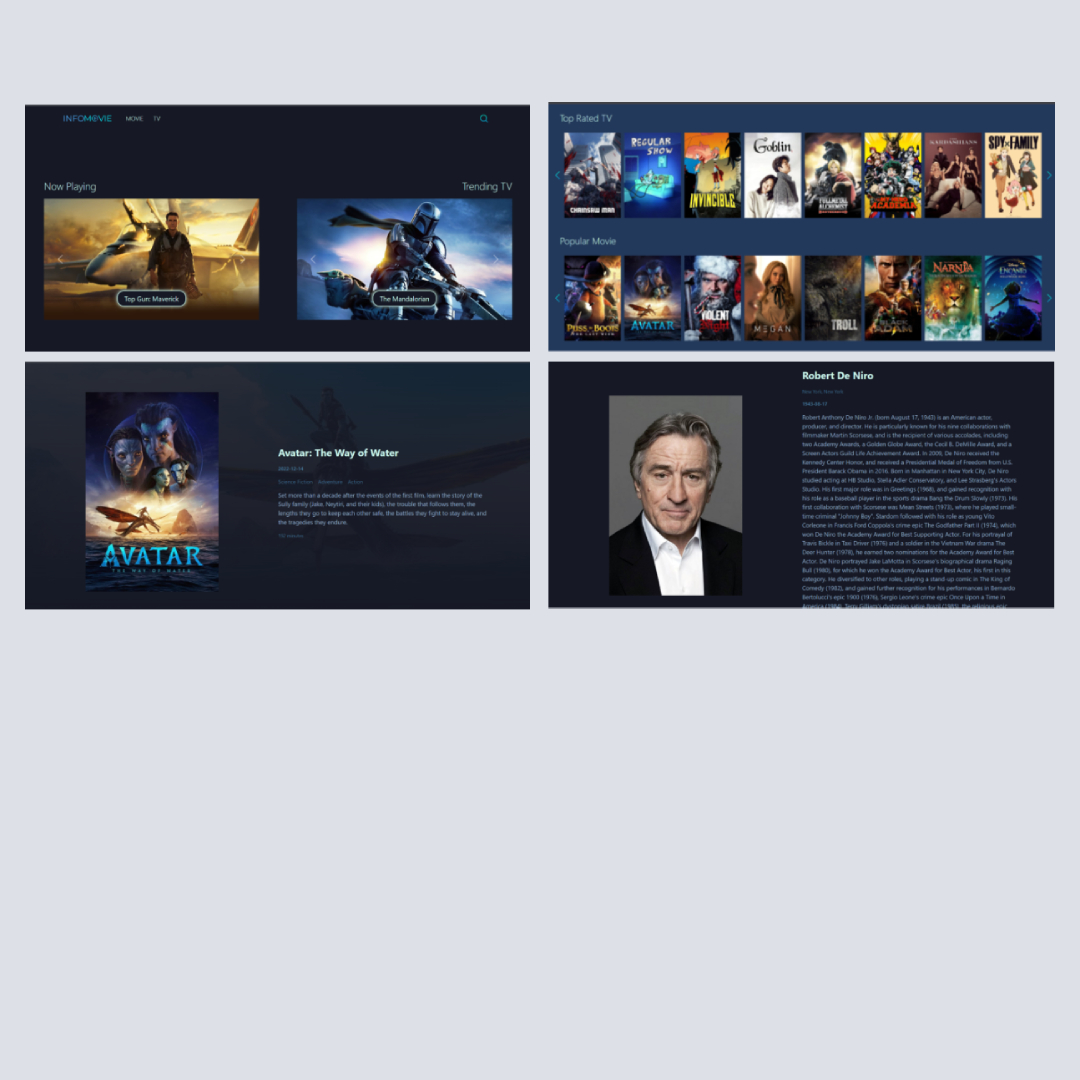 INFOMOVIE MOVIE TV
Now Playing
Trending TV
Top Gun: Maverick
The Mandalorian
Top Rated TV
CHAINSAW MAN
REGULAR SHOW
INVINCIBLE
Goblin
FULLMETAL ALCHEMIST
MY HERO ACADEMIA
KARDASHIANS
SPY×FAMILY
Popular Movie
PUSS IN BOOTS
THE LAST WISH
AVATAR
VIOLENT Night
M3GAN
TROLL
BLACK ADAM
NARNIA
Disney
ENCANTO
AVATAR
THE WAY OF WATER
Avatar: The Way of Water
2022-12-14
Science Fiction Adventure Action
Set more than a decade after the events of the first film, learn the story of the
Sully family (Jake, Neytiri, and their kids), the trouble that follows them, the
lengths they go to keep each other safe, the battles they fight to stay alive, and
the tragedies they endure.
Robert De Niro
New York, New York,
1943-08-17
Robert Anthony De Niro Jr. (born August 17, 1943) is an American actor,
producer, and director. He is particularly known for his nine collaborations with
filmmaker Martin Scorsese, and is the recipient of various accolades, including
two Academy Awards, a Golden Globe Award, the Cecil B. DeMille Award, and a
Screen Actors Guild Life Achievement Award. In 2009, De Niro received the
Kennedy Center Honor, and received a Presidential Medal of Freedom from U.S.
President Barack Obama in 2016. Born in Manhattan in New York City, De Niro
studied acting at HB Studio, Stella Adler Conservatory, and Lee Strasberg's Actors
Studio. His first major role was in Greetings (1968), and gained recognition with
his role as a baseball player in the sports drama Bang the Drum Slowly (1973). His
first collaboration with Scorsese was Mean Streets (1973), where he played small-
time criminal "Johnny Boy". Stardom followed with his role as young Vito
Corleone in Francis Ford Coppola's crime epic The Godfather Part II (1974), which
won De Niro the Academy Award for Best Supporting Actor. For his portrayal of
Travis Bickle in Taxi Driver (1976) and a soldier in the Vietnam War drama The
Deer Hunter (1978), he earned two nominations for the Academy Award for Best
Actor. De Niro portrayed Jake LaMotta in Scorsese's biographical drama Raging
Bull (1980), for which he won the Academy Award for Best Actor, his first in this
category. He diversified to other roles, playing a stand-up comic in The King of
Comedy (1982), and gained further recognition for his performances in Bernardo
Bertolucci's epic 1900 (1976), Sergio Leone's crime epic Once Upon a Time in
America (1984), Terry Gilliam's dystopian satire Brazil (1985), the religious epic